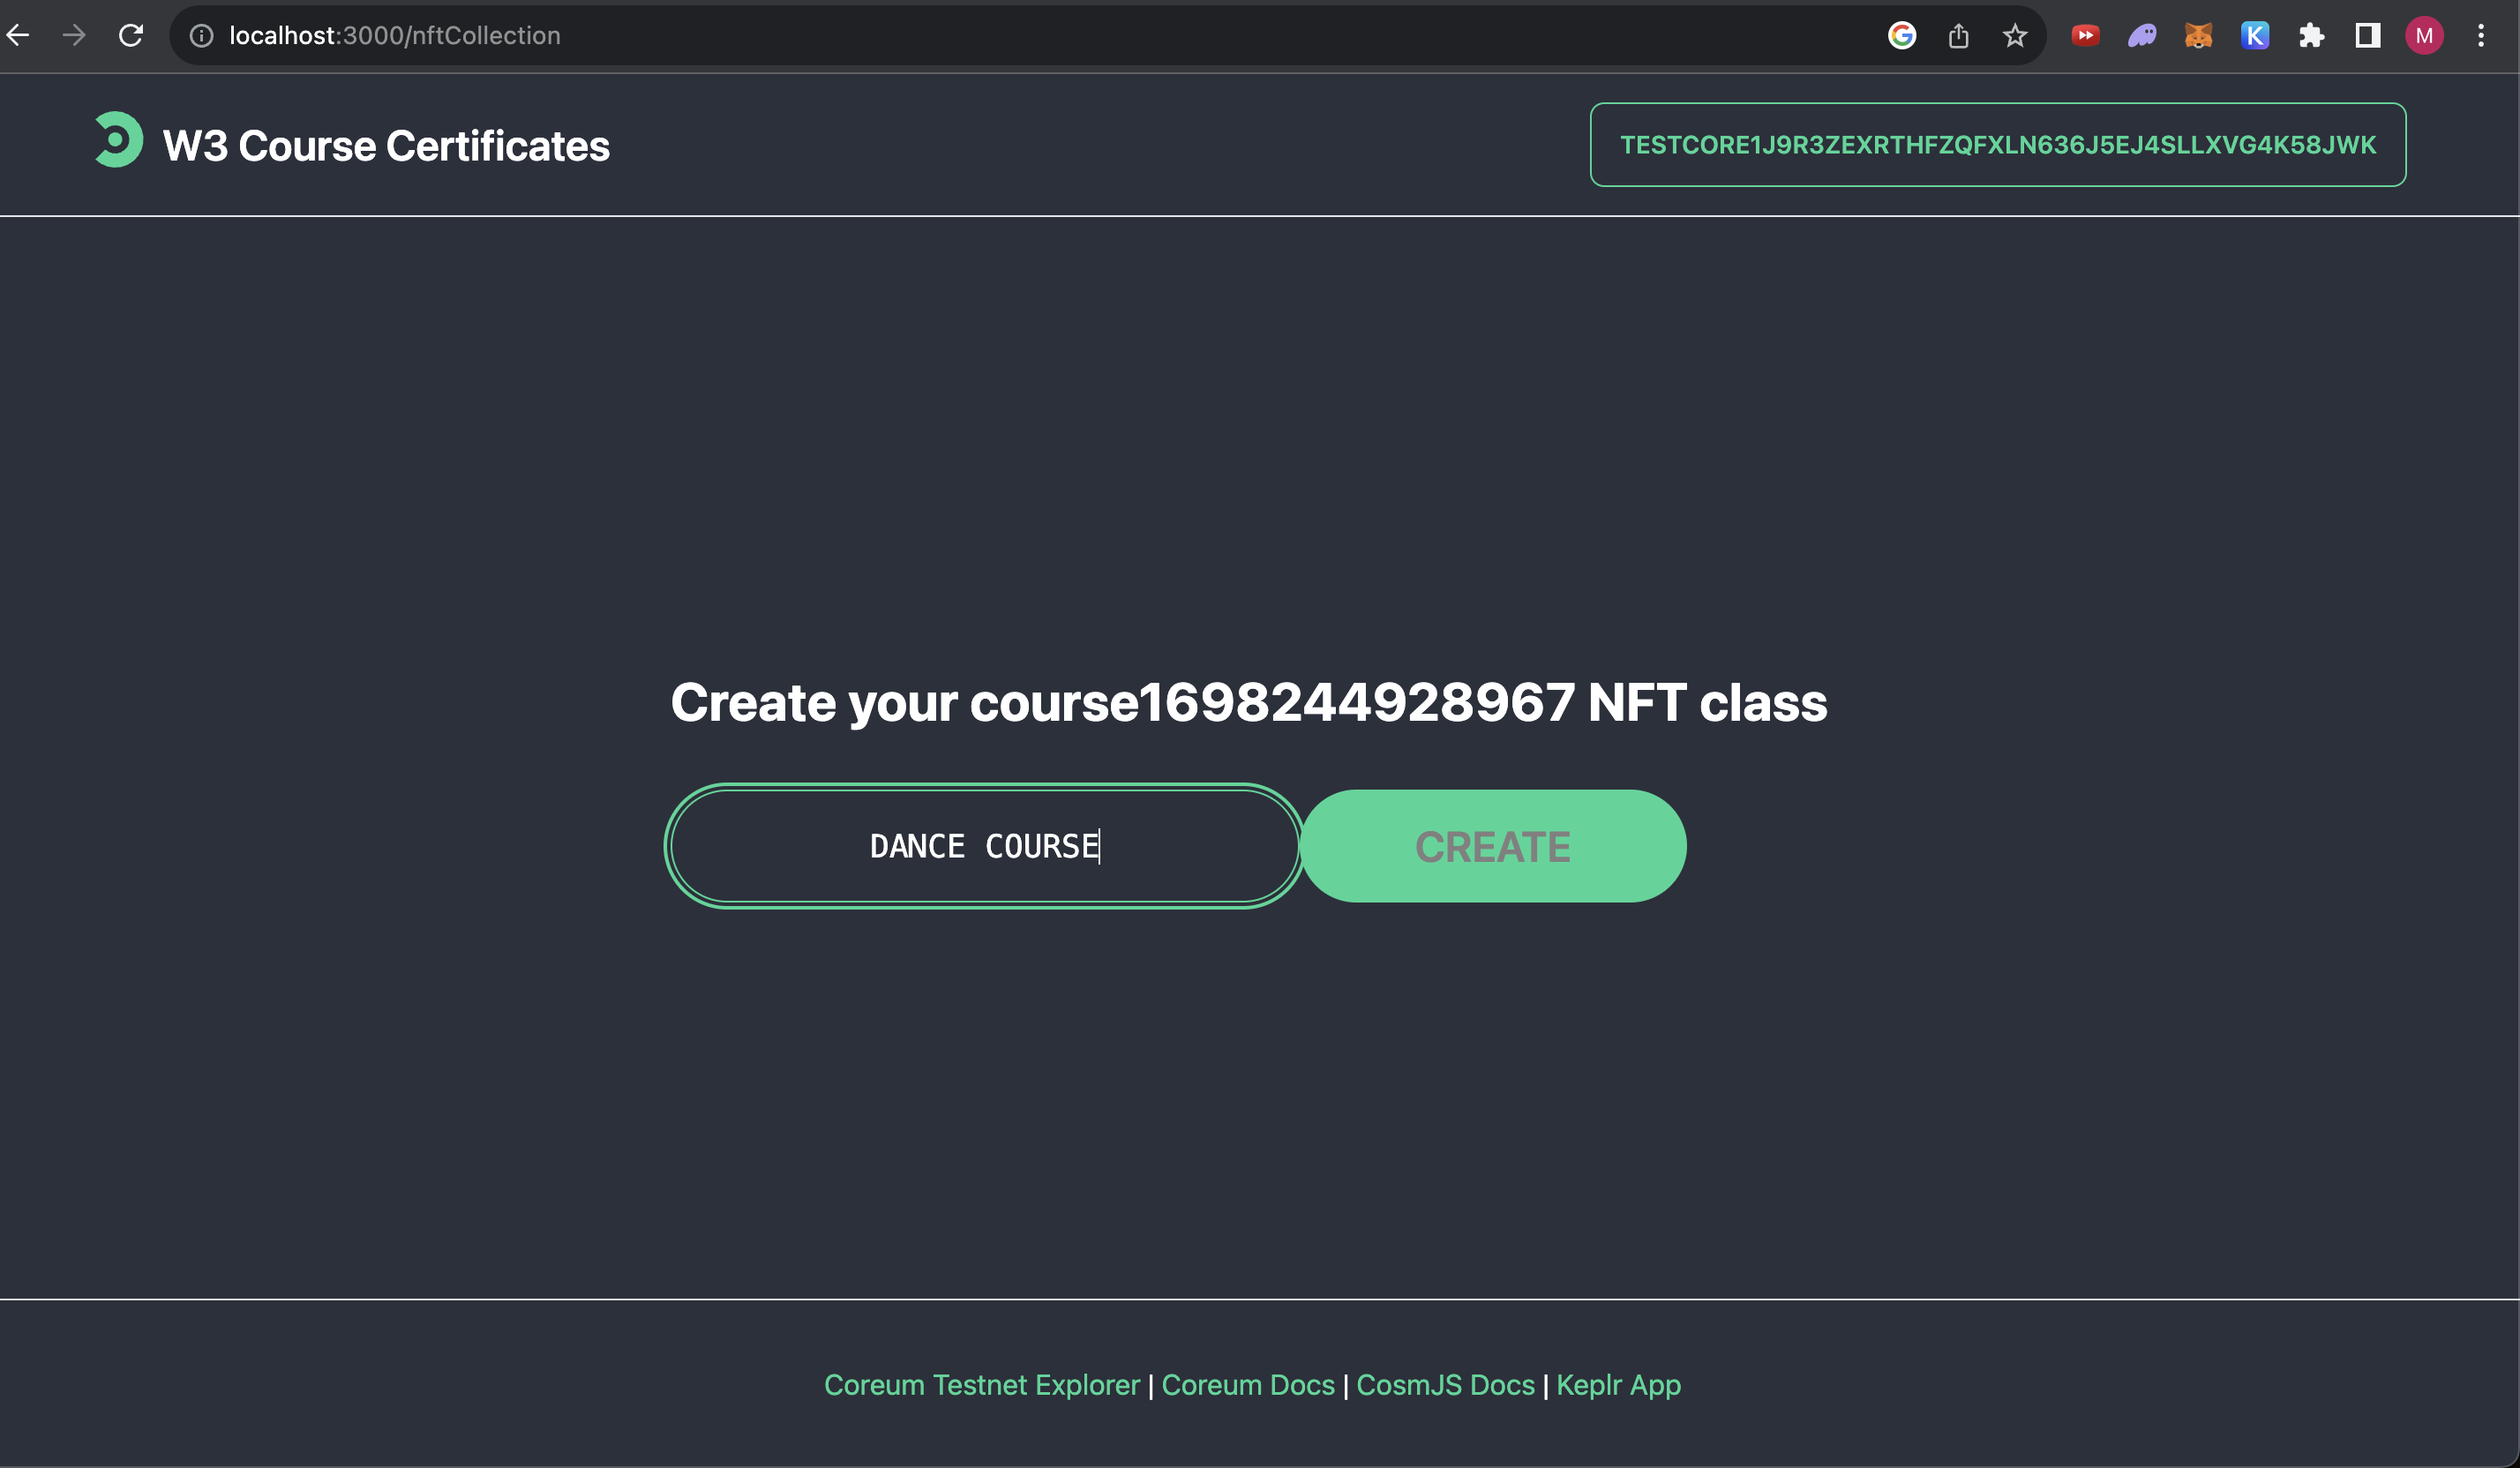 localhost:3000/nftCollection
G K M
W3 Course Certificates
TESTCORE1J9R3ZEXRTHFZQFXLN636J5EJ4SLLXVG4K58JWK
Create your course1698244928967 NFT class
DANCE COURSE
CREATE
Coreum Testnet Explorer | Coreum Docs | CosmJS Docs | Keplr App